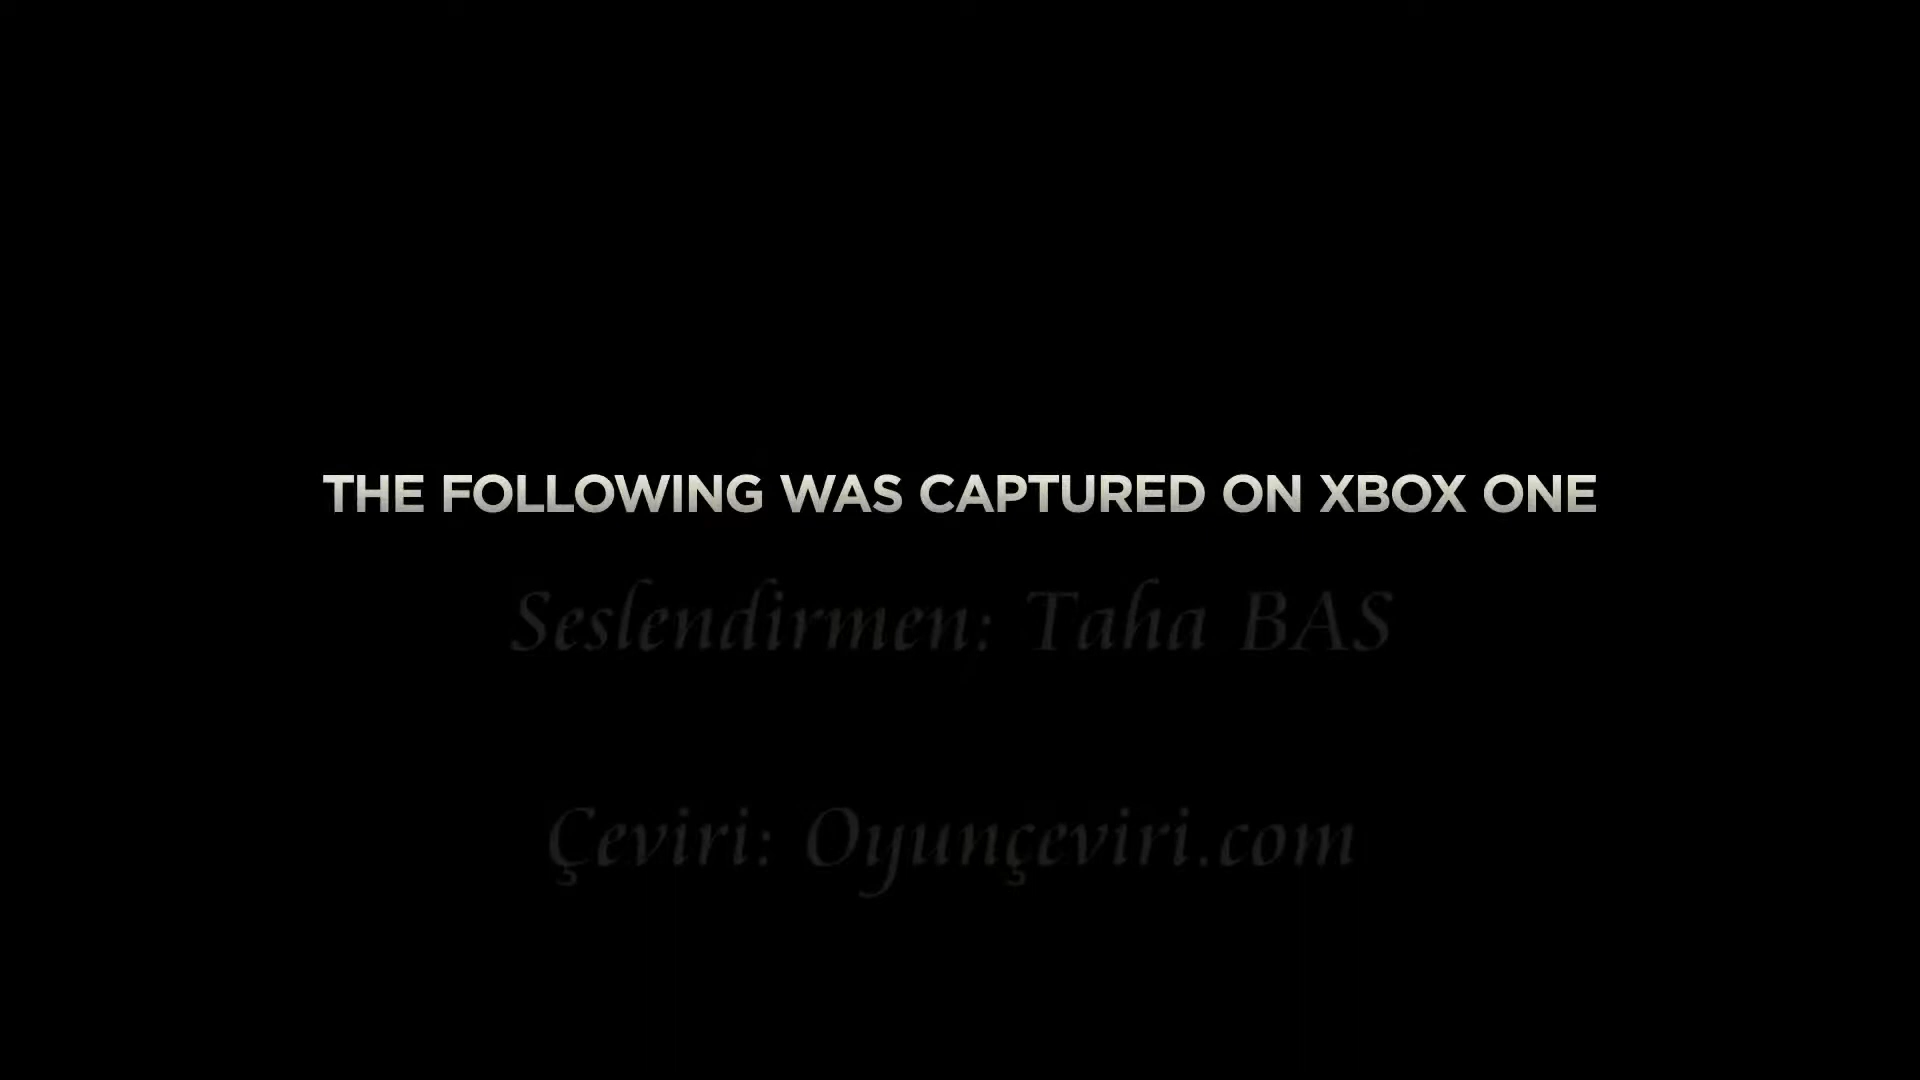 THE FOLLOWING WAS CAPTURED ON XBOX ONE
Seslendirmen: Taha BAS
Çeviri: Oyunçeviri.com